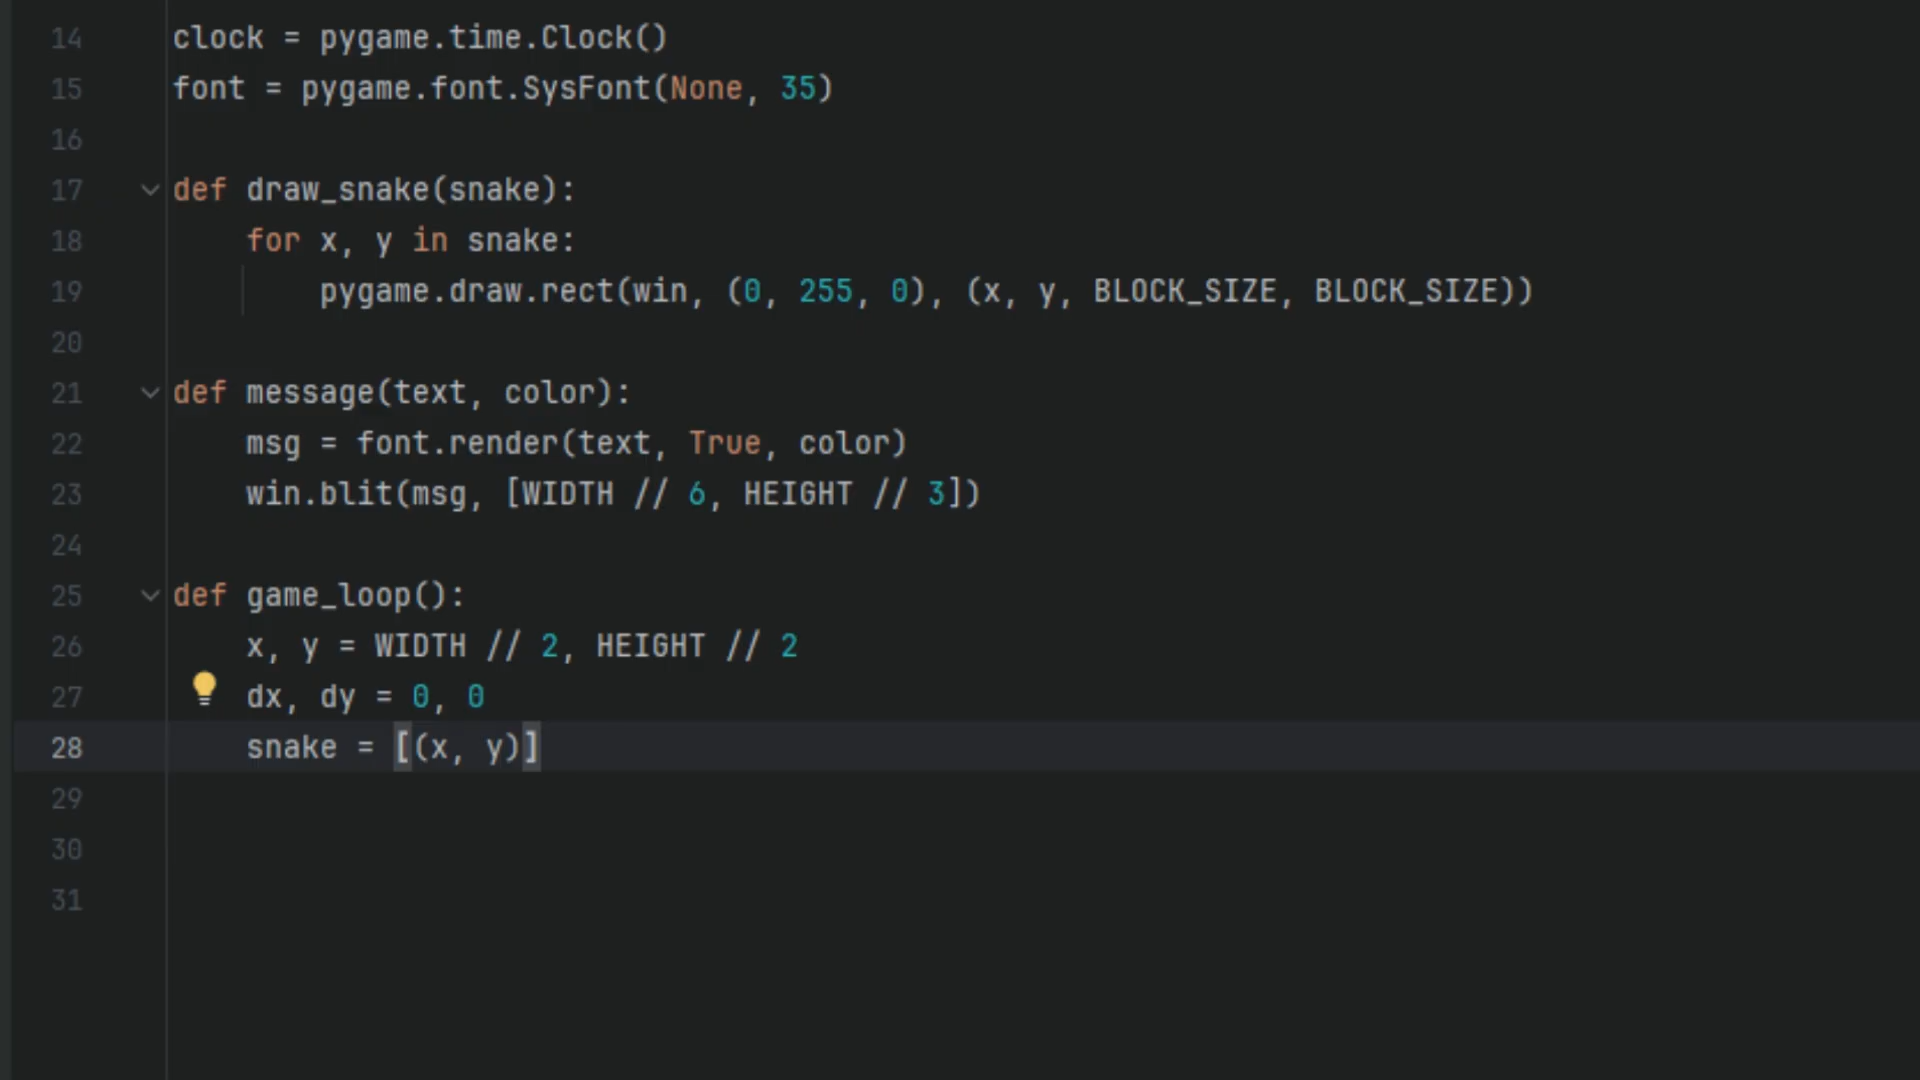 14 clock = pygame.time.Clock()
15 font = pygame.font.SysFont(None, 35)
16
17 def draw_snake(snake):
18     for x, y in snake:
19         pygame.draw.rect(win, (0, 255, 0), (x, y, BLOCK_SIZE, BLOCK_SIZE))
20
21 def message(text, color):
22     msg = font.render(text, True, color)
23     win.blit(msg, [WIDTH // 6, HEIGHT // 3])
24
25 def game_loop():
26     x, y = WIDTH // 2, HEIGHT // 2
27     dx, dy = 0, 0
28     snake = [(x, y)]
29
30
31